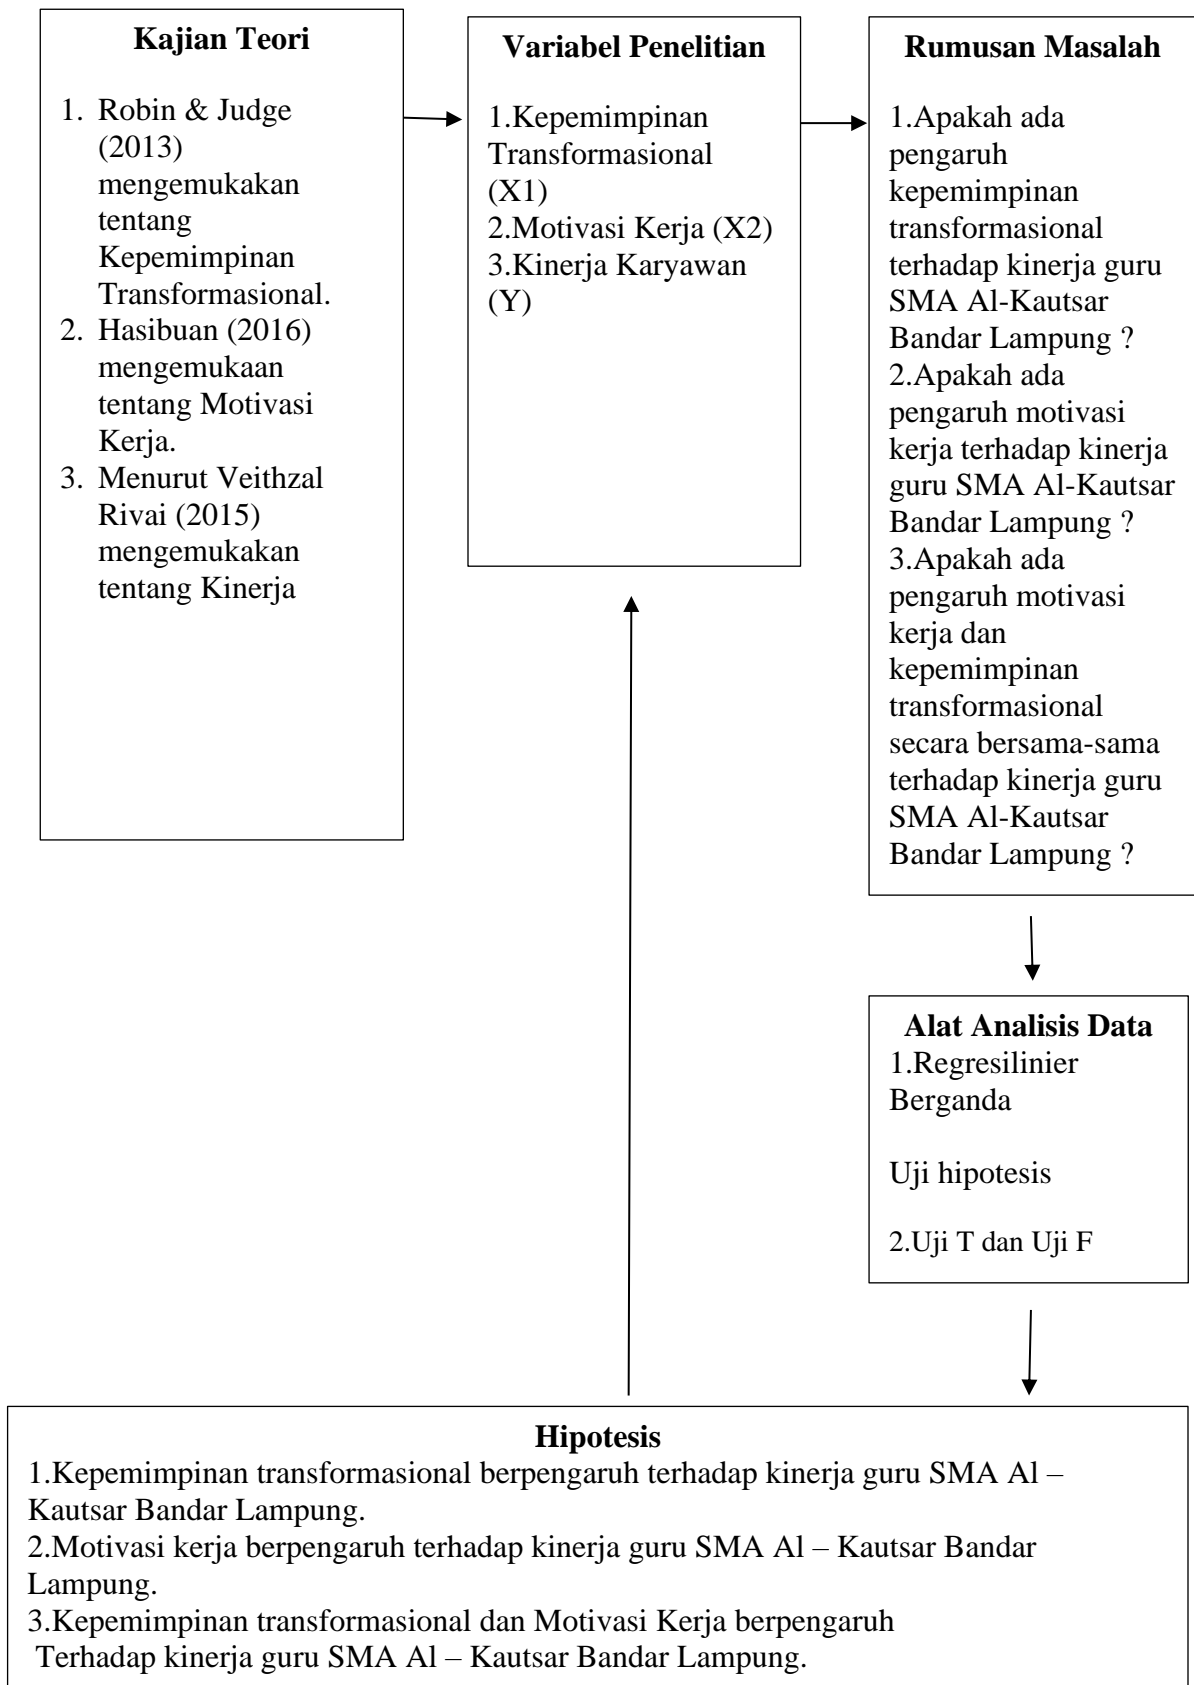 Kajian Teori
1. Robin & Judge
(2013)
mengemukakan
tentang
Kepemimpinan
Transformasional.
2. Hasibuan (2016)
mengemukaan
tentang Motivasi
Kerja.
3. Menurut Veithzal
Rivai (2015)
mengemukakan
tentang Kinerja
Variabel Penelitian
1.Kepemimpinan
Transformasional
(X1)
2.Motivasi Kerja (X2)
3.Kinerja Karyawan
(Y)
Rumusan Masalah
1.Apakah ada
pengaruh
kepemimpinan
transformasional
terhadap kinerja guru
SMA Al-Kautsar
Bandar Lampung ?
2.Apakah ada
pengaruh motivasi
kerja terhadap kinerja
guru SMA Al-Kautsar
Bandar Lampung ?
3.Apakah ada
pengaruh motivasi
kerja dan
kepemimpinan
transformasional
secara bersama-sama
terhadap kinerja guru
SMA Al-Kautsar
Bandar Lampung ?
Alat Analisis Data
1.Regresilinier
Berganda
Uji hipotesis
2.Uji T dan Uji F
Hipotesis
1.Kepemimpinan transformasional berpengaruh terhadap kinerja guru SMA Al –
Kautsar Bandar Lampung.
2.Motivasi kerja berpengaruh terhadap kinerja guru SMA Al – Kautsar Bandar
Lampung.
3.Kepemimpinan transformasional dan Motivasi Kerja berpengaruh
Terhadap kinerja guru SMA Al – Kautsar Bandar Lampung.